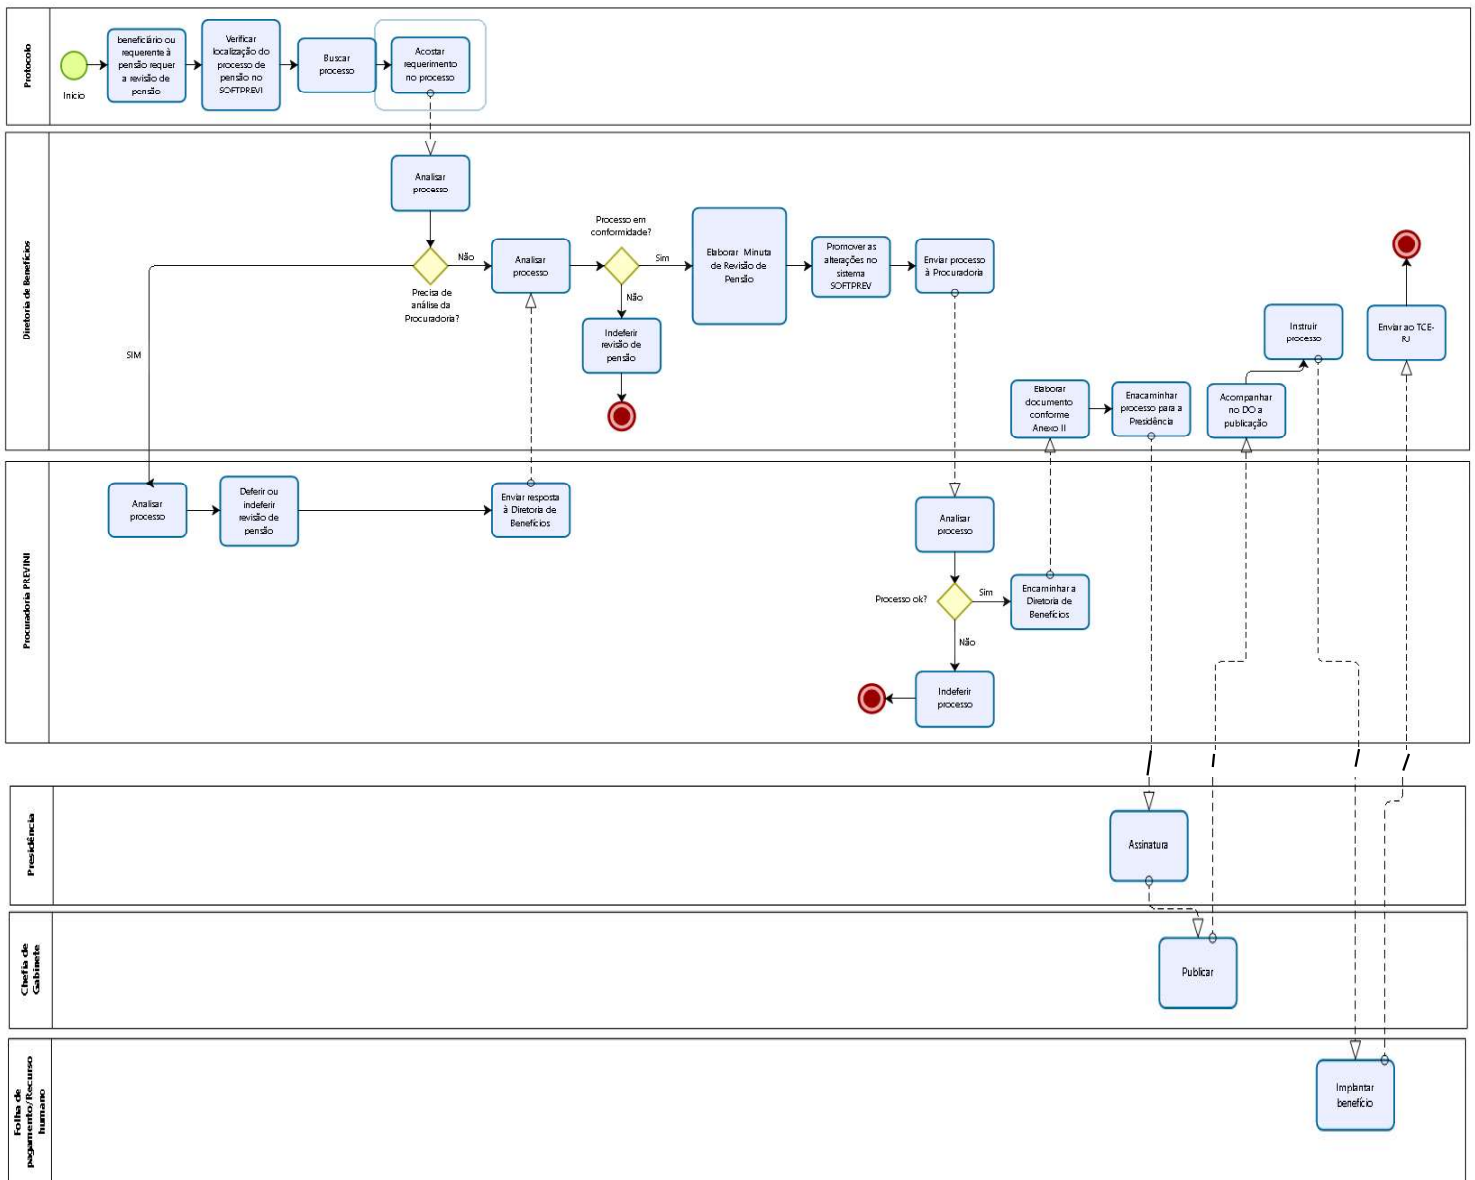 Protocolo
Início
beneficiário ou
requerente à
pensão requer
a revisão de
pensão
Verificar
localização do
processo de
pensão no
SOFTPREVI
Buscar
processo
Acostar
requerimento
no processo
Diretoria de Benefícios
Analisar
processo
Precisa de
análise da
Procuradoria?
Não
SIM
Analisar
processo
Processo em
conformidade?
Sim
Não
Indeferir
revisão de
pensão
Elaborar Minuta
de Revisão de
Pensão
Promover as
alterações no
sistema
SOFTPREV
Enviar processo
à Procuradoria
Elaborar
documento
conforme
Anexo II
Enacaminhar
processo para a
Presidência
Acompanhar
no DO a
publicação
Instruir
processo
Enviar ao TCE-
RJ
Procuradoria PREVINI
Analisar
processo
Deferir ou
indeferir
revisão de
pensão
Enviar resposta
à Diretoria de
Benefícios
Analisar
processo
Processo ok?
Sim
Não
Encaminhar a
Diretoria de
Benefícios
Indeferir
processo
Presidência
Assinatura
Chefia de
Gabinete
Publicar
Folha de
pagamento/Recurso
humano
Implantar
benefício